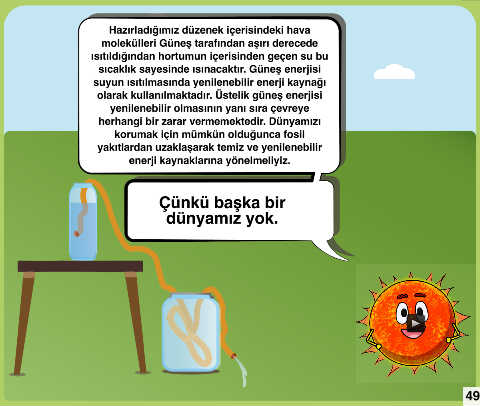 Hazırladığımız düzenek içerisindeki hava
molekülleri Güneş tarafından aşırı derecede
ısıtıldığından hortumun içerisinden geçen su bu
sıcaklık sayesinde ısınacaktır. Güneş enerjisi
suyun ısıtılmasında yenilenebilir enerji kaynağı
olarak kullanılmaktadır. Üstelik güneş enerjisi
yenilenebilir olmasının yanı sıra çevreye
herhangi bir zarar vermemektedir. Dünyamızı
korumak için mümkün olduğunca fosil
yakıtlardan uzaklaşarak temiz ve yenilenebilir
enerji kaynaklarına yönelmeliyiz.
Çünkü başka bir
dünyamız yok.
49